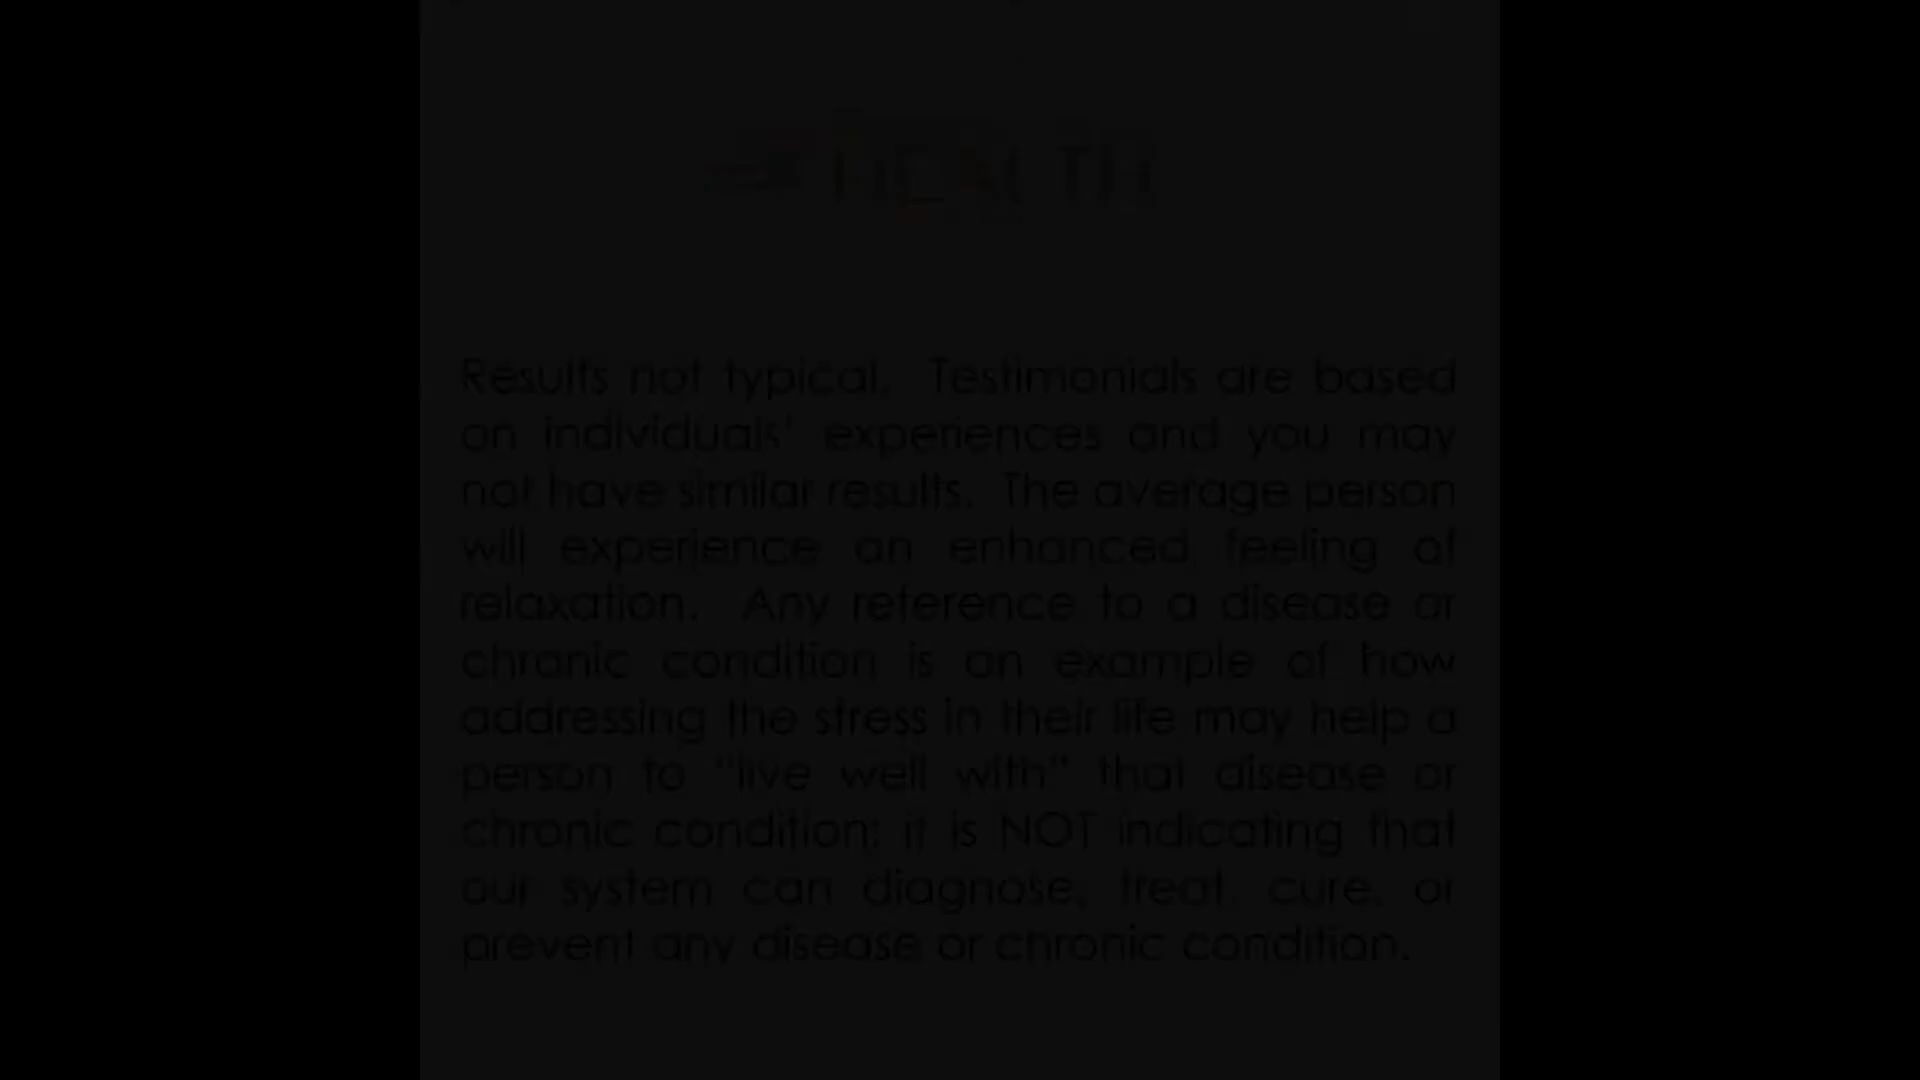 HEALTH
Results not typical. Testimonials are based
on individuals' experiences and you may
not have similar results. The average person
will experience an enhanced feeling of
relaxation. Any reference to a disease or
chronic condition is an example of how
addressing the stress in their life may help a
person to "live well with" that disease or
chronic condition; it is NOT indicating that
our system can diagnose, treat, cure, or
prevent any disease or chronic condition.